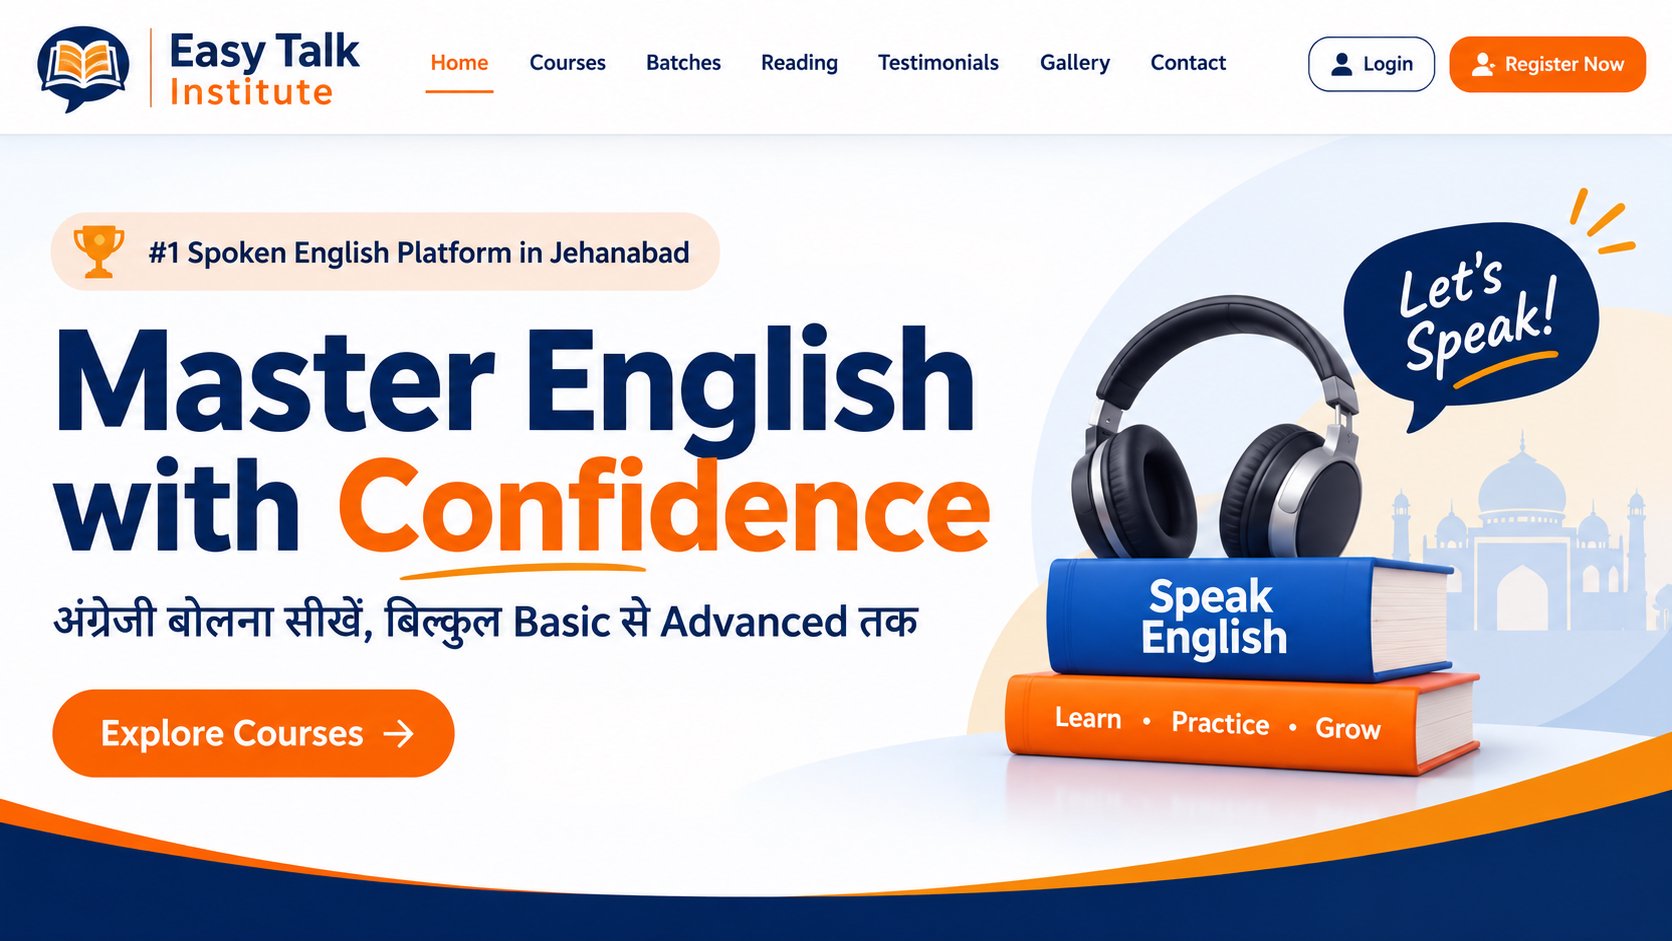 Easy Talk
Institute
Home
Courses
Batches
Reading
Testimonials
Gallery
Contact
Login
Register Now
#1 Spoken English Platform in Jehanabad
Master English
with Confidence
अंग्रेजी बोलना सीखें, बिल्कुल Basic से Advanced तक
Explore Courses →
Let's
Speak!
Speak
English
Learn • Practice • Grow